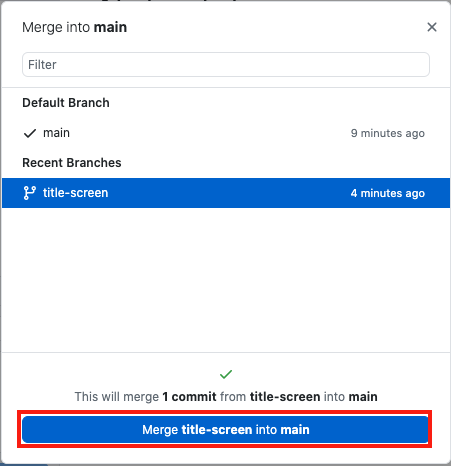 Merge into main
Filter
Default Branch
main 9 minutes ago
Recent Branches
title-screen 4 minutes ago
This will merge 1 commit from title-screen into main
Merge title-screen into main